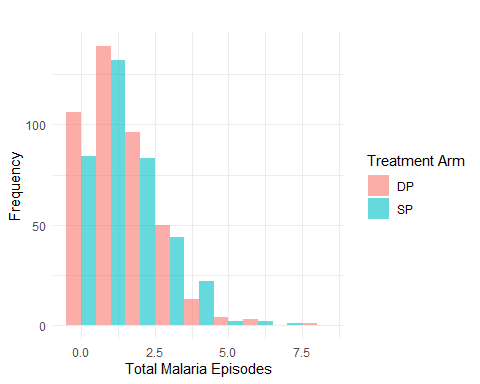 Frequency
100
50
0
0.0 2.5 5.0 7.5
Total Malaria Episodes
Treatment Arm
DP
SP